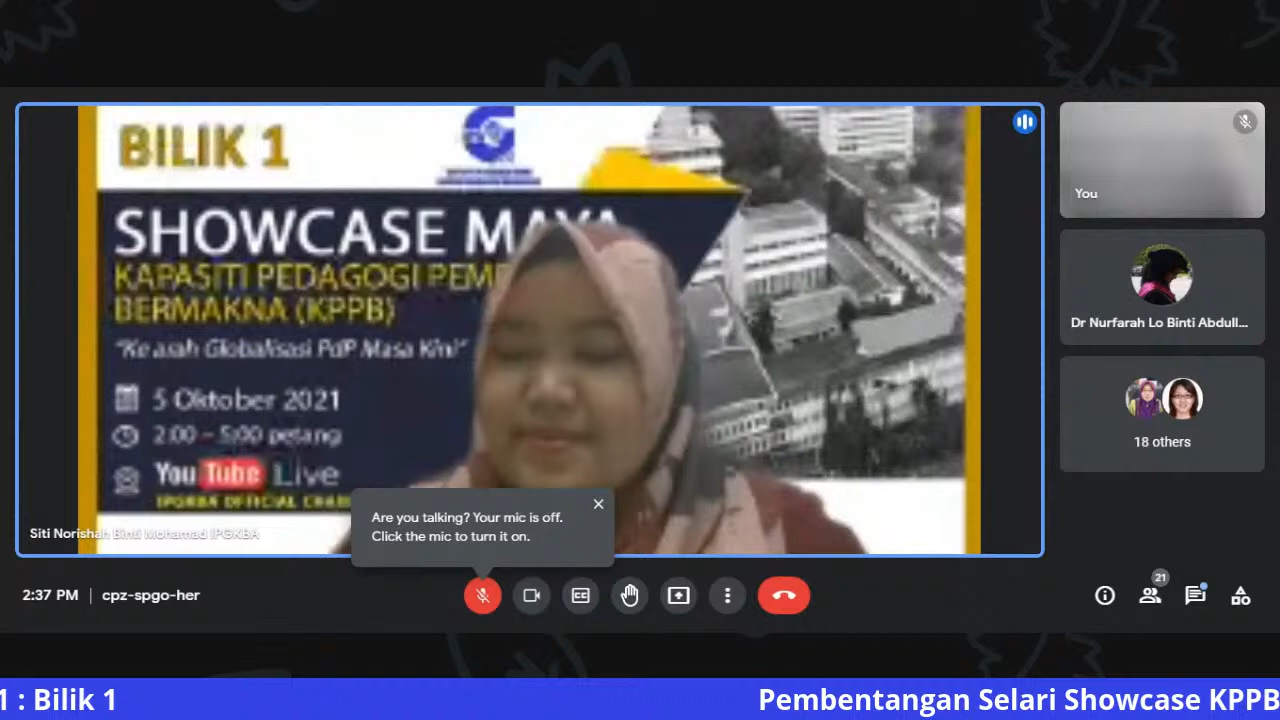 BILIK 1
SHOWCASE MAYA
KAPASITI PEDAGOGI PEM
BERMAKNA (KPPB)
"Ke arah Globalisasi PdP Masa Kini"
5 Oktober 2021
2:00 – 5:00 petang
YouTube Live
IPGKBA OFFICIAL
Siti Norishah Binti Mohamad IPGKBA
Are you talking? Your mic is off.
Click the mic to turn it on.
You
Dr Nurfarah Lo Binti Abdull...
18 others
2:37 PM | cpz-spgo-her
21
1 : Bilik 1
Pembentangan Selari Showcase KPPB